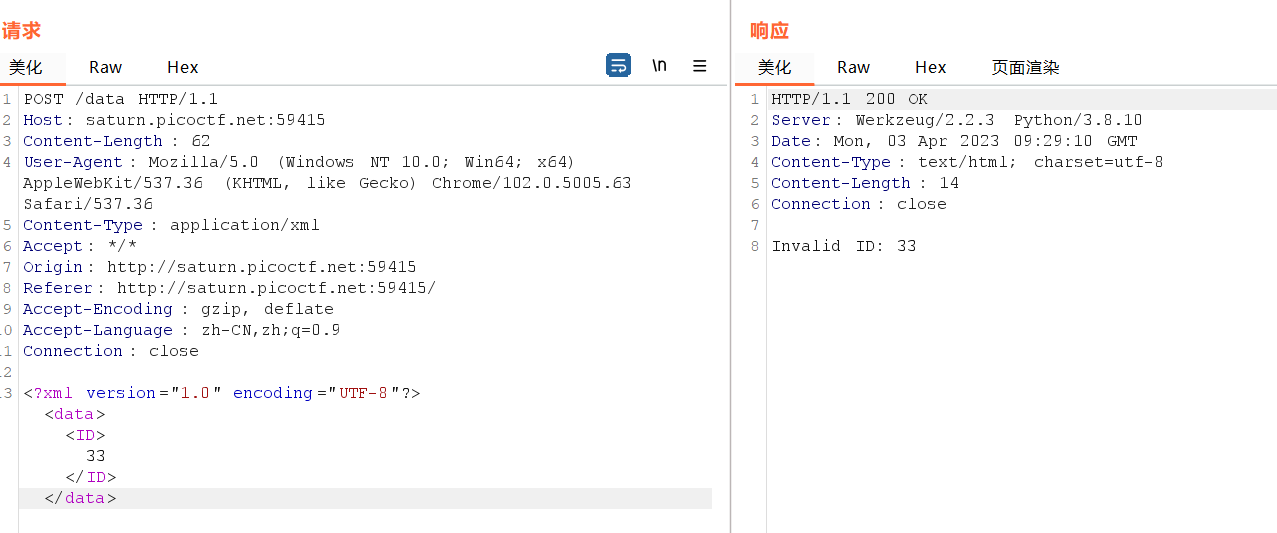 请求
美化 Raw Hex \n
1 POST /data HTTP/1.1
2 Host: saturn.picoctf.net:59415
3 Content-Length: 62
4 User-Agent: Mozilla/5.0 (Windows NT 10.0; Win64; x64)
AppleWebKit/537.36 (KHTML, like Gecko) Chrome/102.0.5005.63
Safari/537.36
5 Content-Type: application/xml
6 Accept: */*
7 Origin: http://saturn.picoctf.net:59415
8 Referer: http://saturn.picoctf.net:59415/
9 Accept-Encoding: gzip, deflate
10 Accept-Language: zh-CN,zh;q=0.9
11 Connection: close
12
13 <?xml version="1.0" encoding="UTF-8"?>
<data>
<ID>
33
</ID>
</data>
响应
美化 Raw Hex 页面渲染
1 HTTP/1.1 200 OK
2 Server: Werkzeug/2.2.3 Python/3.8.10
3 Date: Mon, 03 Apr 2023 09:29:10 GMT
4 Content-Type: text/html; charset=utf-8
5 Content-Length: 14
6 Connection: close
7
8 Invalid ID: 33